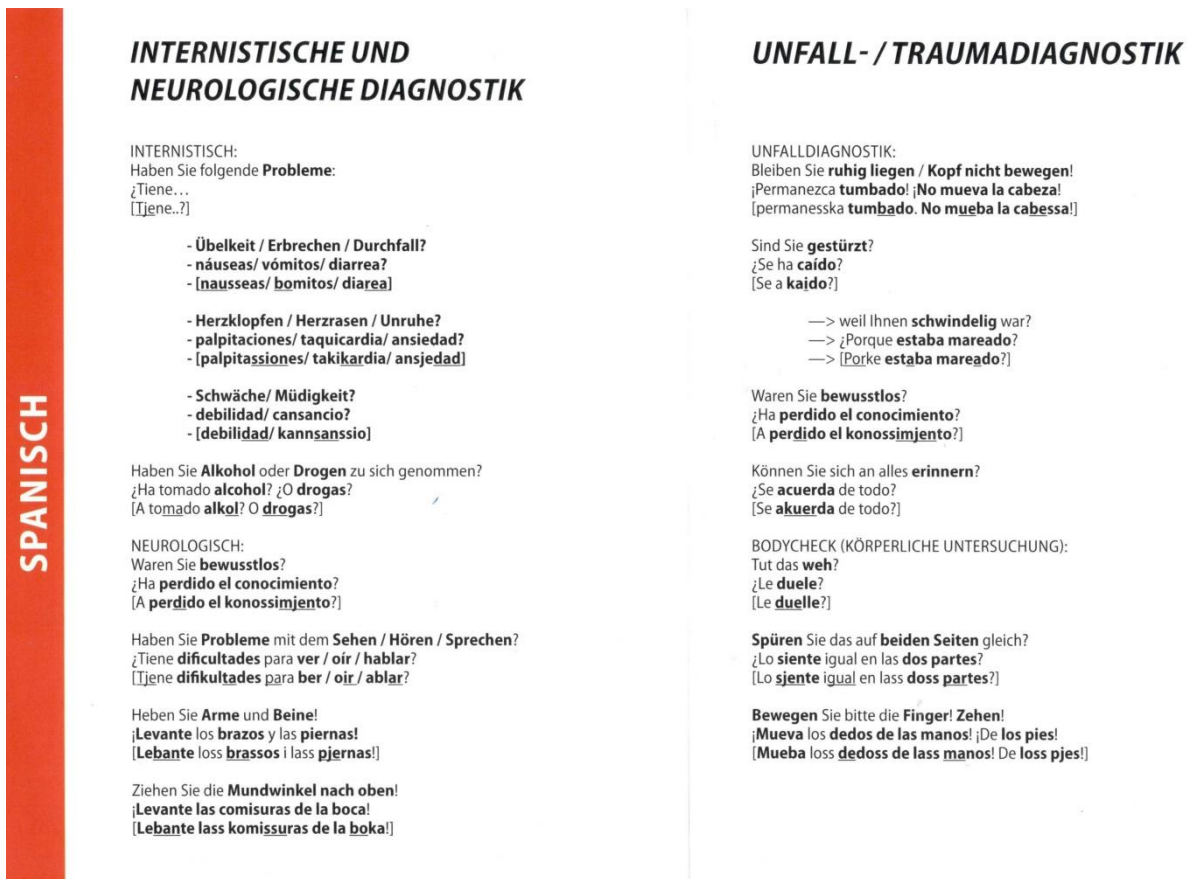 SPANISCH
INTERNISTISCHE UND
NEUROLOGISCHE DIAGNOSTIK
INTERNISTISCH:
Haben Sie folgende Probleme:
¿Tiene…
[Tjene..?]
- Übelkeit / Erbrechen / Durchfall?
- náuseas/ vómitos/ diarrea?
- [nausseas/ bomitos/ diarea]
- Herzklopfen / Herzrasen / Unruhe?
- palpitaciones/ taquicardia/ ansiedad?
- [palpitassiones/ takikardia/ ansjedad]
- Schwäche/ Müdigkeit?
- debilidad/ cansancio?
- [debilidad/ kannsanssio]
Haben Sie Alkohol oder Drogen zu sich genommen?
¿Ha tomado alcohol? ¿O drogas?
[A tomado alkol? O drogas?]
NEUROLOGISCH:
Waren Sie bewusstlos?
¿Ha perdido el conocimiento?
[A perdido el konossimjento?]
Haben Sie Probleme mit dem Sehen / Hören / Sprechen?
¿Tiene dificultades para ver / oír / hablar?
[Tjene difikultades para ber / oir / ablar?
Heben Sie Arme und Beine!
¡Levante los brazos y las piernas!
[Lebante loss brassos i lass pjernas!]
Ziehen Sie die Mundwinkel nach oben!
¡Levante las comisuras de la boca!
[Lebante lass komissuras de la boka!]
UNFALL- / TRAUMADIAGNOSTIK
UNFALLDIAGNOSTIK:
Bleiben Sie ruhig liegen / Kopf nicht bewegen!
¡Permanezca tumbado! ¡No mueva la cabeza!
[permanesska tumbado. No mueba la cabessa!]
Sind Sie gestürzt?
¿Se ha caído?
[Se a kaido?]
—> weil Ihnen schwindelig war?
—> ¿Porque estaba mareado?
—> [Porke estaba mareado?]
Waren Sie bewusstlos?
¿Ha perdido el conocimiento?
[A perdido el konossimjento?]
Können Sie sich an alles erinnern?
¿Se acuerda de todo?
[Se akuerda de todo?]
BODYCHECK (KÖRPERLICHE UNTERSUCHUNG):
Tut das weh?
¿Le duele?
[Le duelle?]
Spüren Sie das auf beiden Seiten gleich?
¿Lo siente igual en las dos partes?
[Lo sjente igual en lass doss partes?]
Bewegen Sie bitte die Finger! Zehen!
¡Mueva los dedos de las manos! ¡De los pies!
[Mueba loss dedoss de lass manos! De loss pjes!]